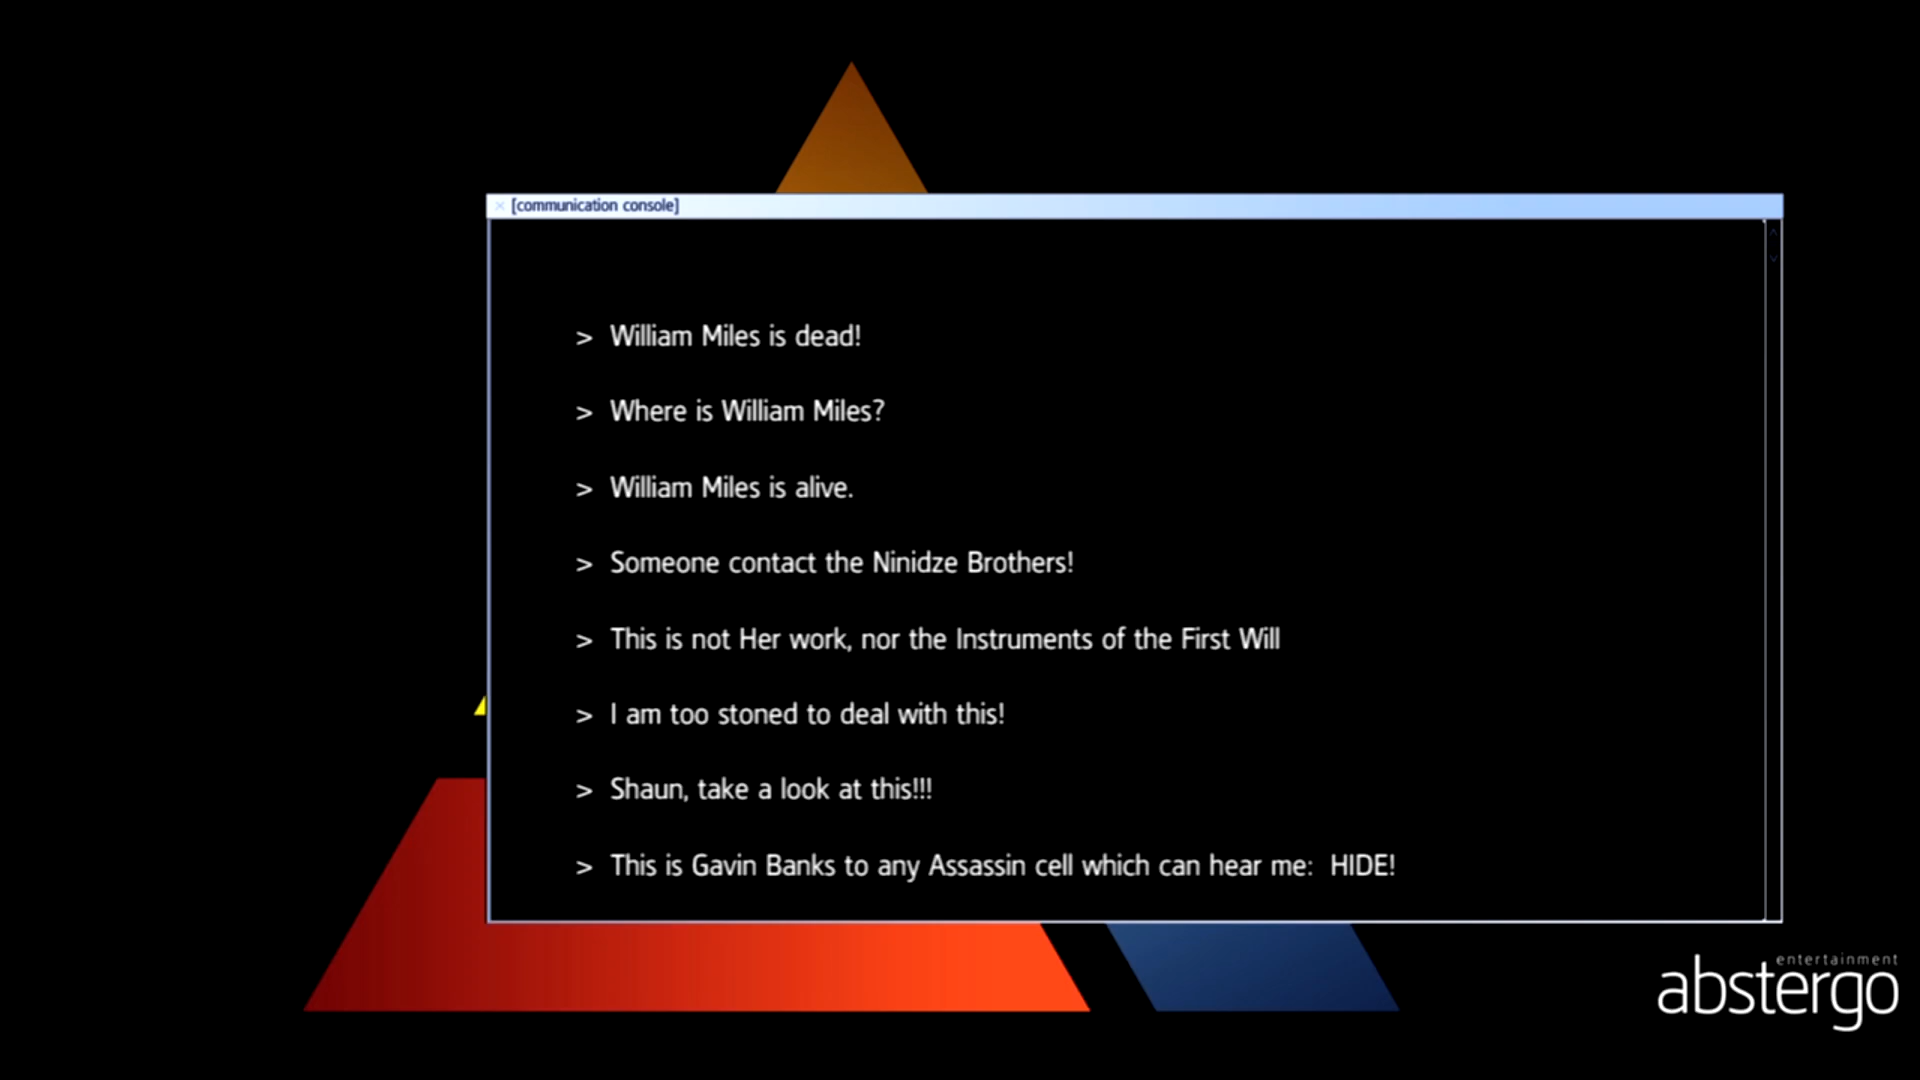 [communication console]
> William Miles is dead!
> Where is William Miles?
> William Miles is alive.
> Someone contact the Ninidze Brothers!
> This is not Her work, nor the Instruments of the First Will
> I am too stoned to deal with this!
> Shaun, take a look at this!!!
> This is Gavin Banks to any Assassin cell which can hear me:  HIDE!
entertainment
abstergo